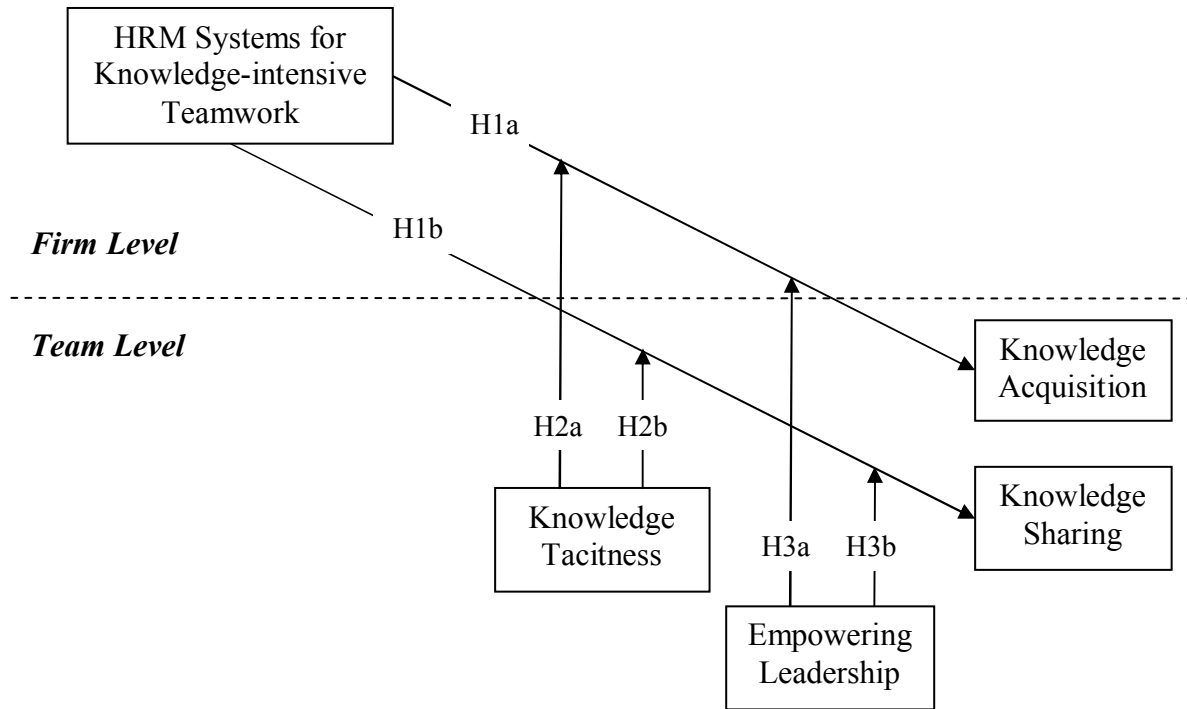 HRM Systems for
Knowledge-intensive
Teamwork
H1a
H1b
Firm Level
Team Level
Knowledge
Acquisition
H2a
H2b
Knowledge
Tacitness
Knowledge
Sharing
H3a
H3b
Empowering
Leadership